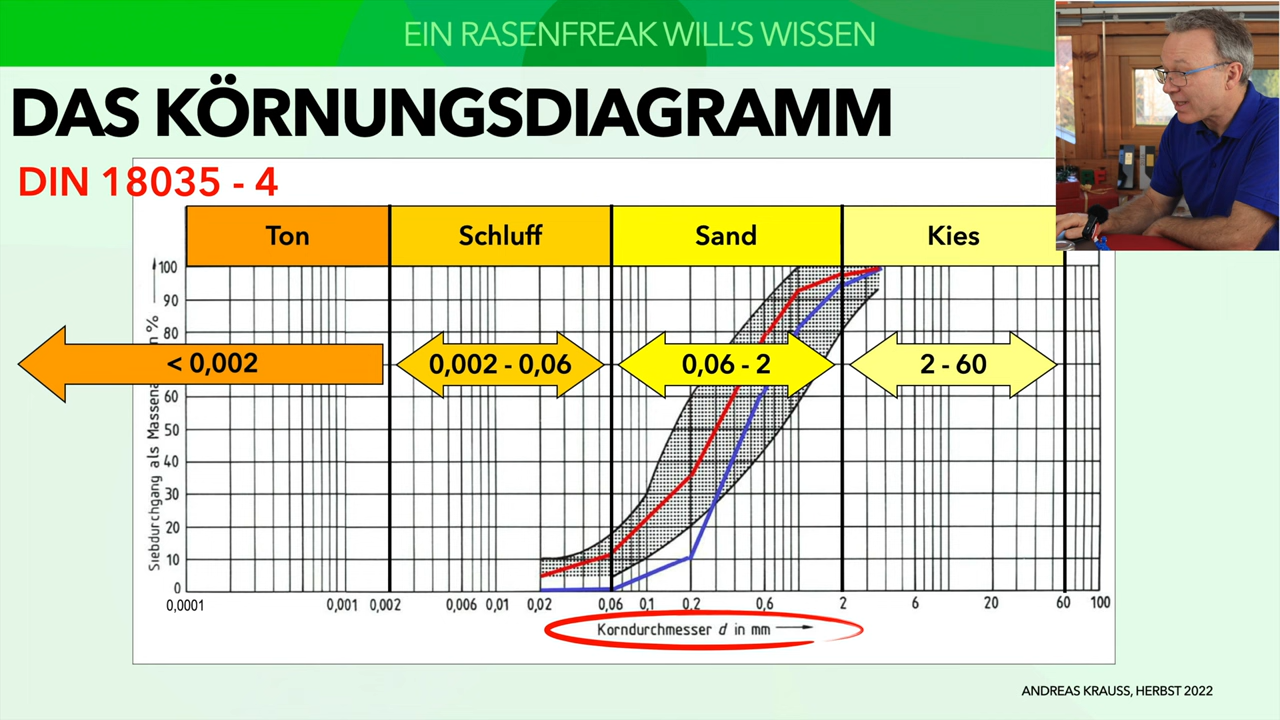 EIN RASENFREAK WILL'S WISSEN
DAS KÖRNUNGSDIAGRAMM
DIN 18035 - 4
Ton Schluff Sand Kies
< 0,002 0,002 - 0,06 0,06 - 2 2 - 60
Siebdurchgang als
100
90
80
60
50
40
30
20
10
0
0,0001 0,001 0,002 0,006 0,01 0,02 0,06 0,1 0,2 0,6 2 6 20 60 100
Korndurchmesser d in mm
ANDREAS KRAUSS, HERBST 2022